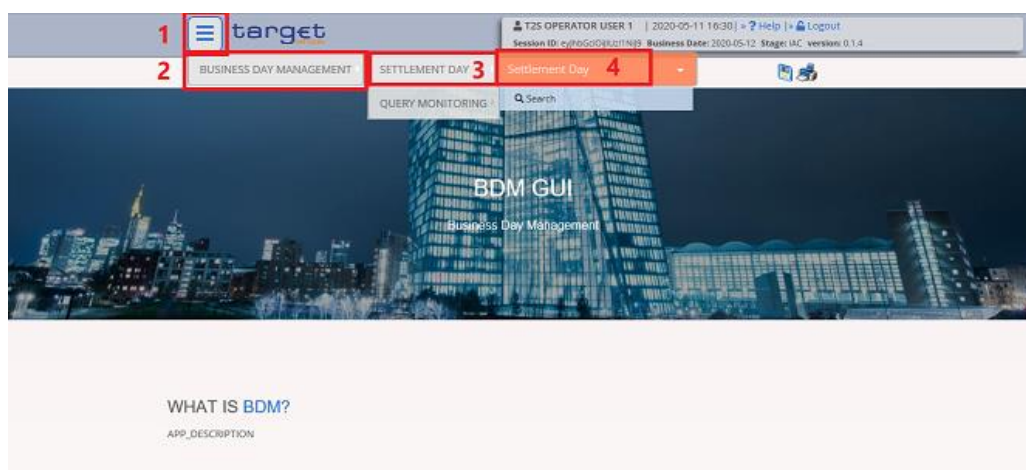 1
target
T2S OPERATOR USER 1 | 2020-05-11 16:30 | » ? Help | » Logout
Session ID: Business Date: 2020-05-12 Stage: IAC version: 0.1.4
2
BUSINESS DAY MANAGEMENT
SETTLEMENT DAY 3
Settlement Day 4
QUERY MONITORING
Search
BDM GUI
Business Day Management
WHAT IS BDM?
APP_DESCRIPTION